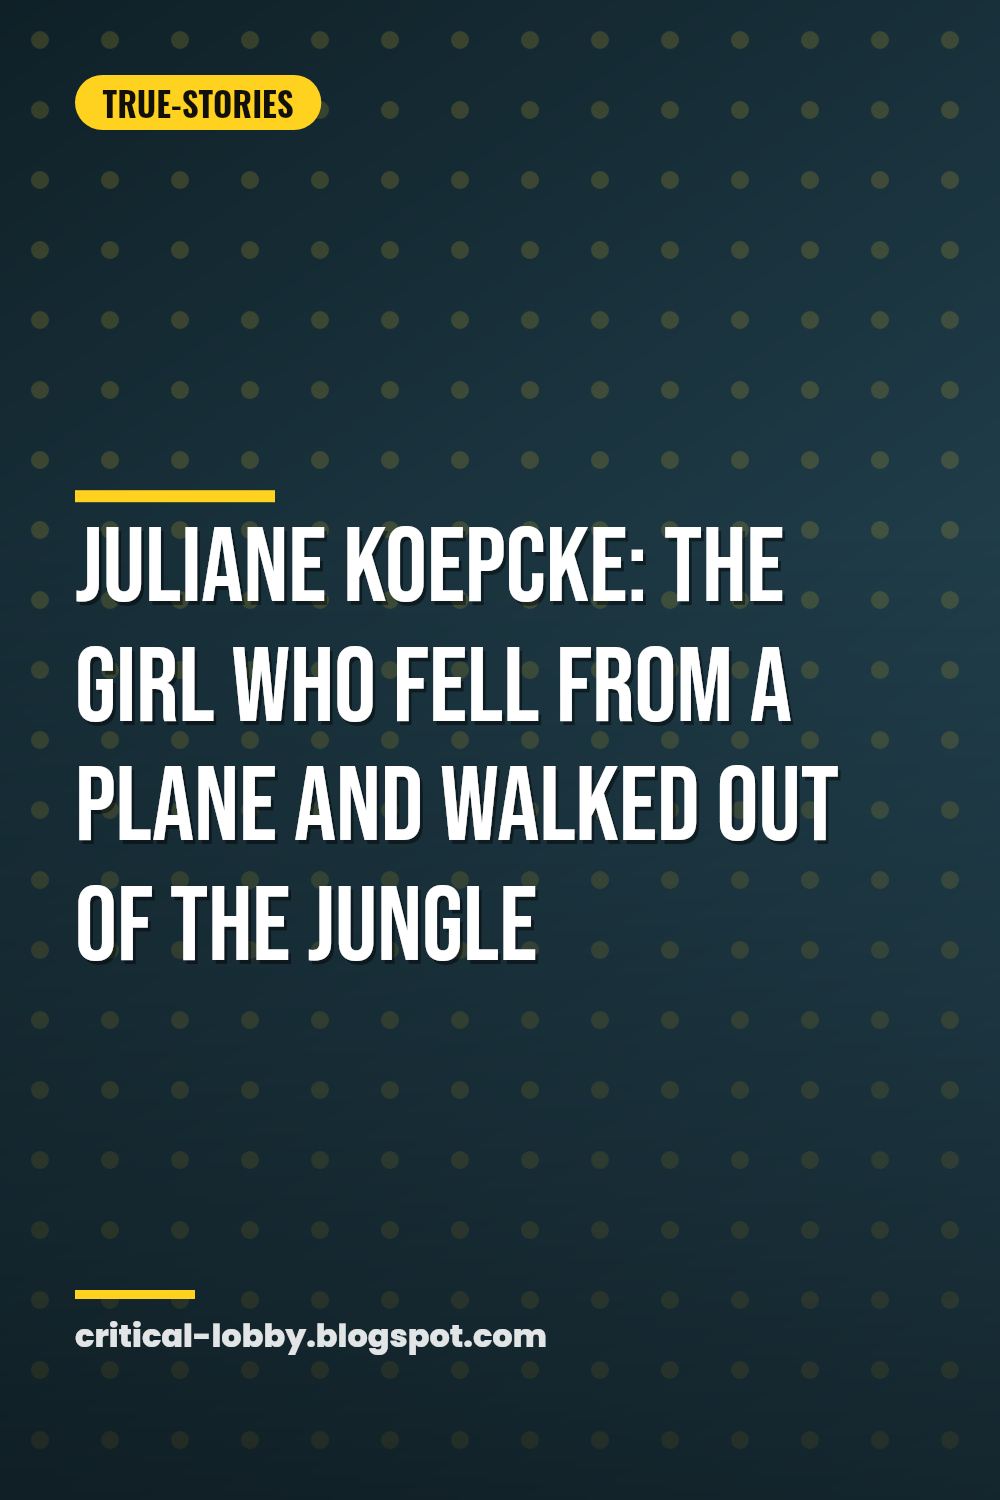 TRUE-STORIES
JULIANE KOEPCKE: THE
GIRL WHO FELL FROM A
PLANE AND WALKED OUT
OF THE JUNGLE
critical-lobby.blogspot.com